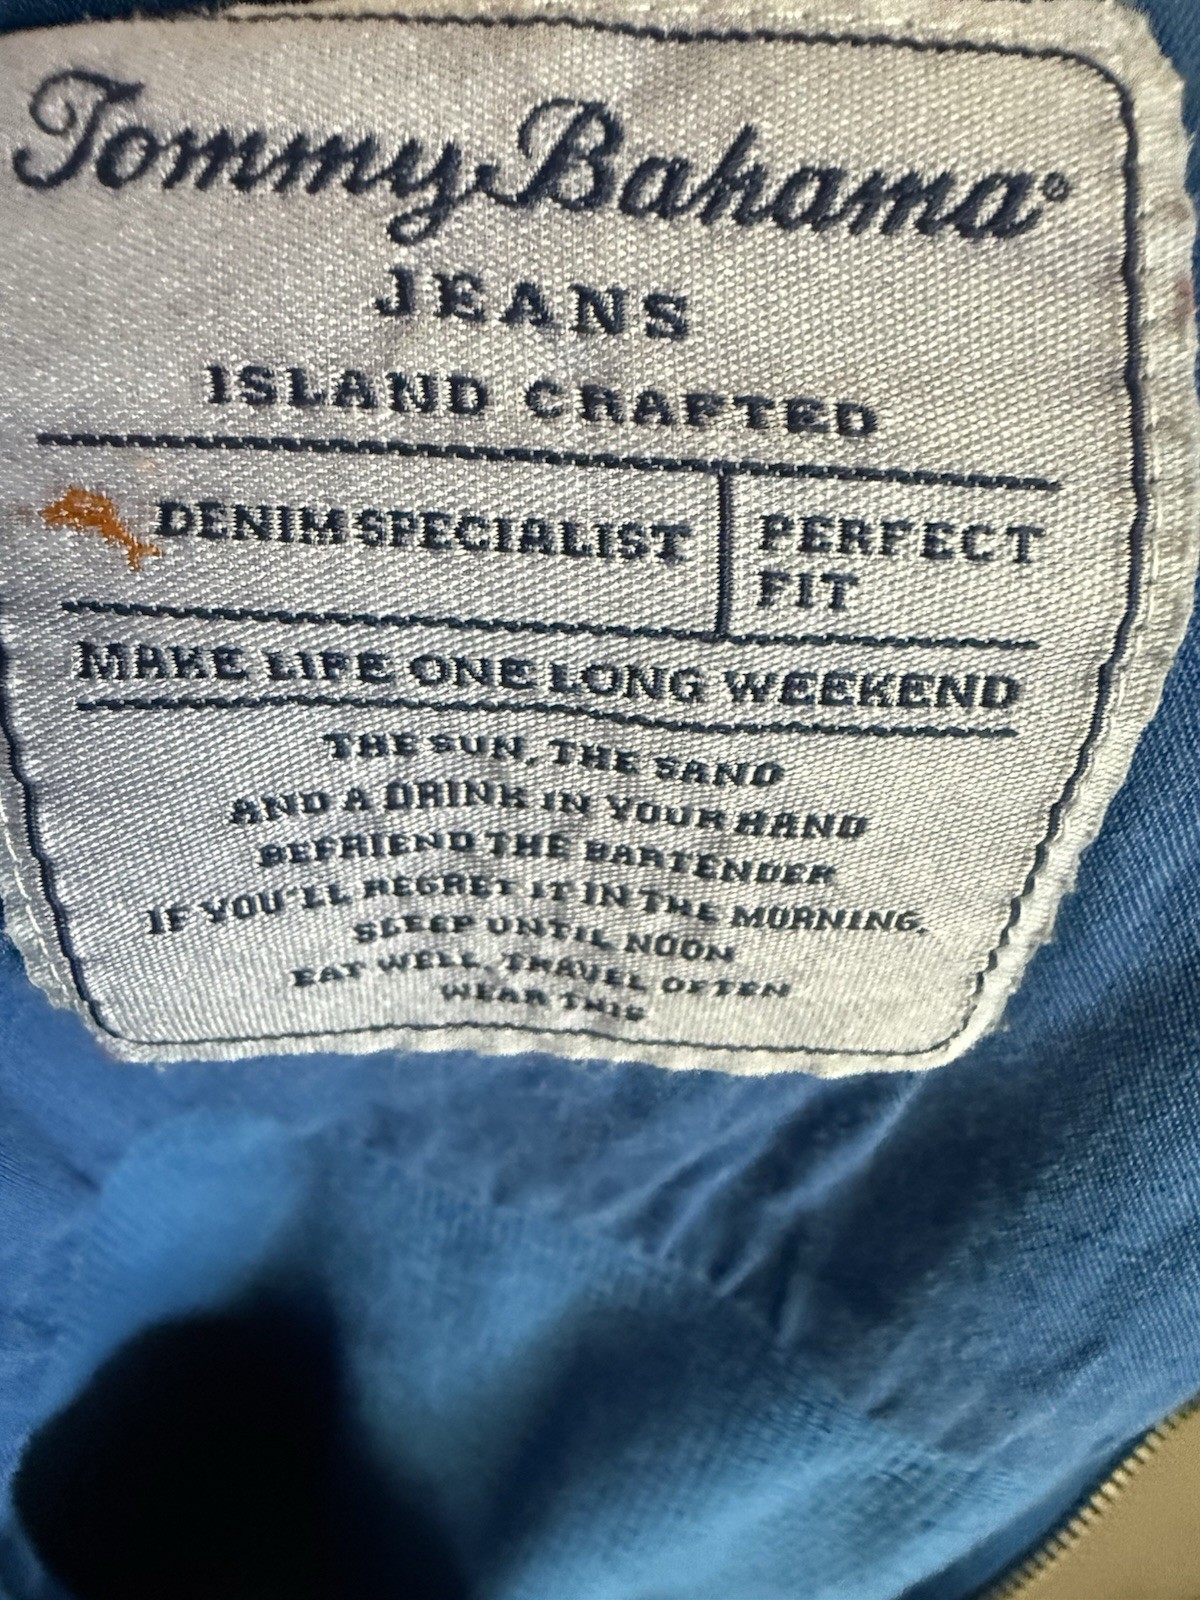 Tommy Bahama®
JEANS
ISLAND CRAFTED
DENIM SPECIALIST
PERFECT
FIT
MAKE LIFE ONE LONG WEEKEND
THE SUN, THE SAND
AND A DRINK IN YOUR HAND
BEFRIEND THE BARTENDER
IF YOU'LL REGRET IT IN THE MORNING,
SLEEP UNTIL NOON
EAT WELL, TRAVEL OFTEN
WEAR THIS